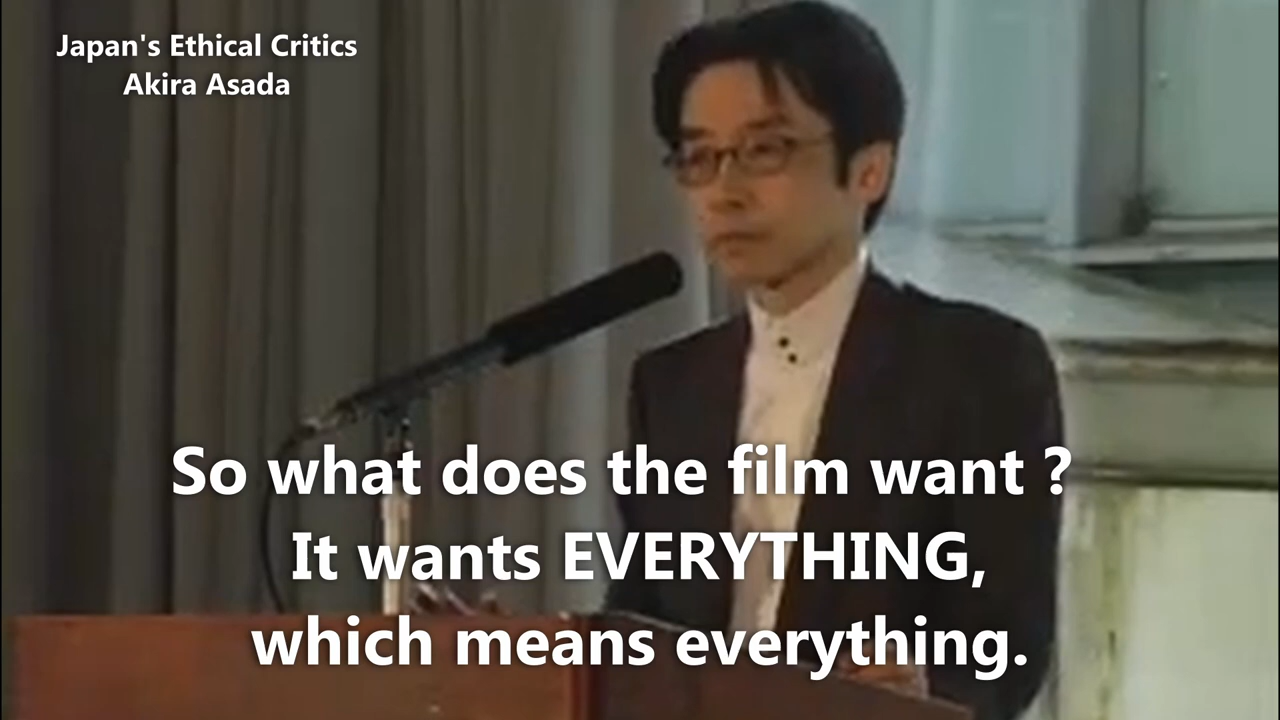 Japan's Ethical Critics
Akira Asada
So what does the film want ?
It wants EVERYTHING,
which means everything.